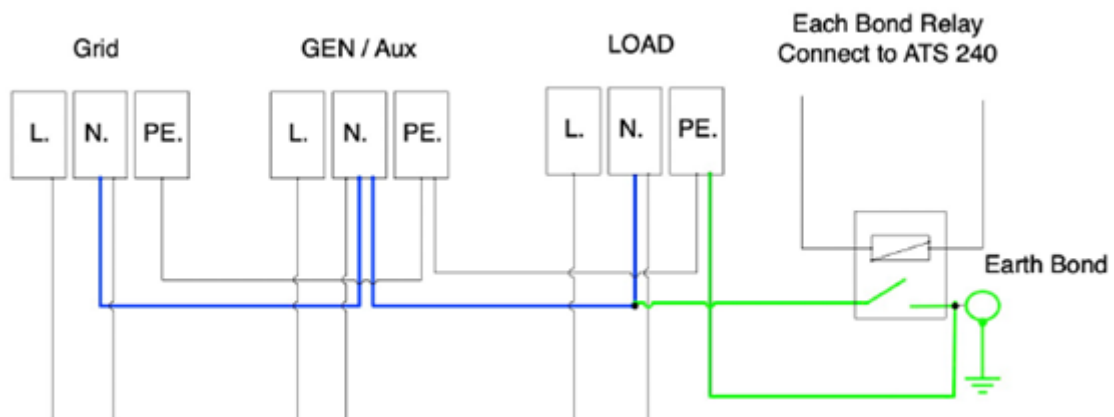 Grid
GEN / Aux
LOAD
Each Bond Relay
Connect to ATS 240
L. N. PE.
L. N. PE.
L. N. PE.
Earth Bond